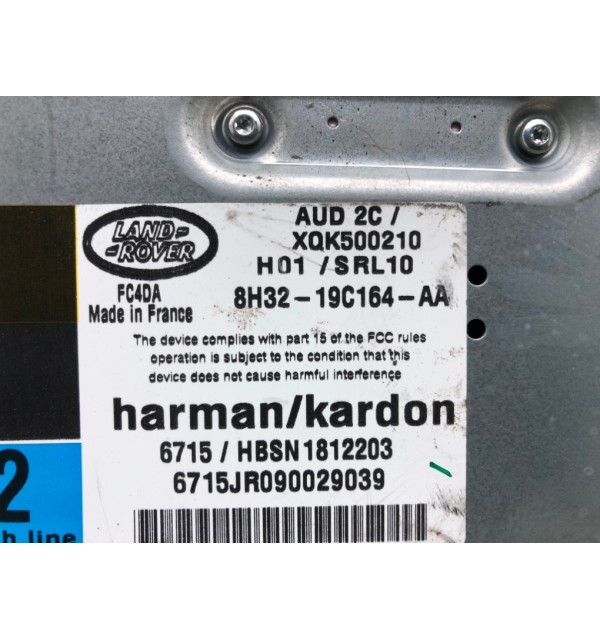 LAND-
-ROVER
AUD 2C /
XQK500210
H01 / SRL10
FC4DA
8H32-19C164-AA
Made in France
The device complies with part 15 of the FCC rules
operation is subject to the condition that this
device does not cause harmful interference
harman/kardon
6715 / HBSN1812203
6715JR090029039
2
line